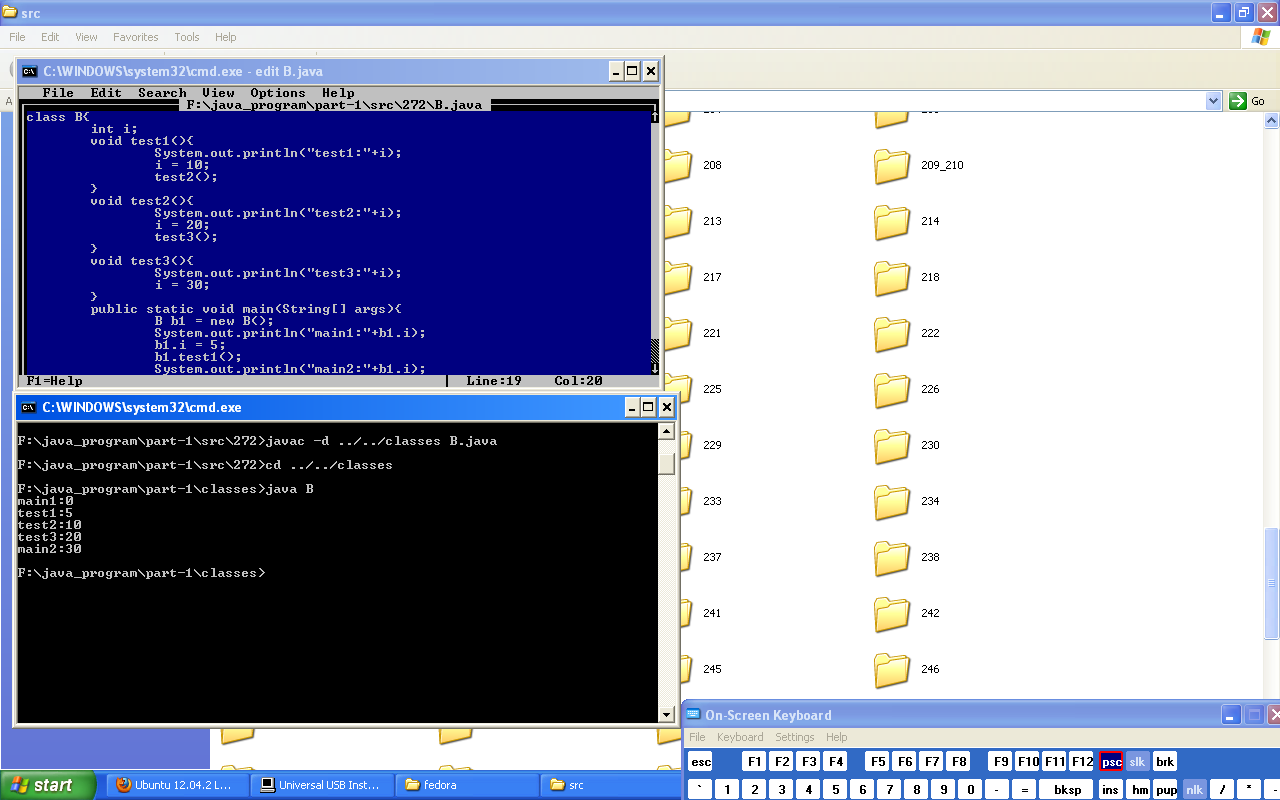 src
File Edit View Favorites Tools Help
C:\WINDOWS\system32\cmd.exe - edit B.java
File Edit Search View Options Help
F:\java_program\part-1\src\272\B.java
class B{
int i;
void test1(){
System.out.println("test1:"+i);
i = 10;
test2();
}
void test2(){
System.out.println("test2:"+i);
i = 20;
test3();
}
void test3(){
System.out.println("test3:"+i);
i = 30;
}
public static void main(String[] args){
B b1 = new B();
System.out.println("main1:"+b1.i);
b1.i = 5;
b1.test1();
System.out.println("main2:"+b1.i);
F1=Help Line:19 Col:20
C:\WINDOWS\system32\cmd.exe
F:\java_program\part-1\src\272>javac -d ../../classes B.java
F:\java_program\part-1\src\272>cd ../../classes
F:\java_program\part-1\classes>java B
main1:0
test1:5
test2:10
test3:20
main2:30
F:\java_program\part-1\classes>
Go
208 209_210
213 214
217 218
221 222
225 226
229 230
233 234
237 238
241 242
245 246
On-Screen Keyboard
File Keyboard Settings Help
esc F1 F2 F3 F4 F5 F6 F7 F8 F9 F10 F11 F12 psc slk brk
` 1 2 3 4 5 6 7 8 9 0 - = bksp ins hm pup nlk / * -
start Ubuntu 12.04.2 L... Universal USB Inst... fedora src